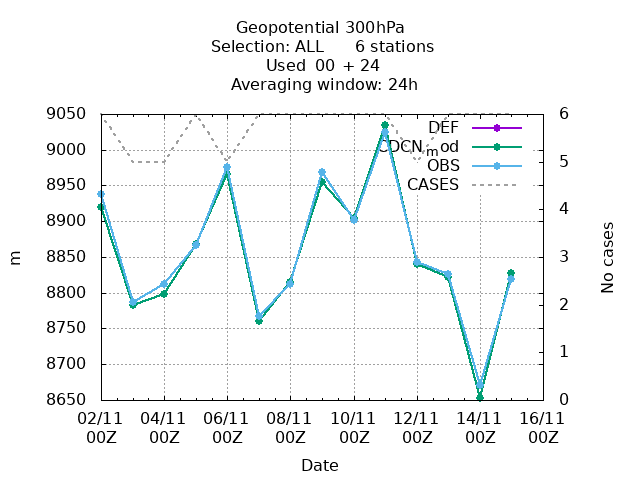 Geopotential 300hPa
Selection: ALL 6 stations
Used 00 + 24
Averaging window: 24h
9050
9000
8950
8900
8850
8800
8750
8700
8650
m
6
5
4
3
2
1
0
No cases
DEF
CDCN_mod
OBS
CASES
02/11 04/11 06/11 08/11 10/11 12/11 14/11 16/11
00Z 00Z 00Z 00Z 00Z 00Z 00Z 00Z
Date